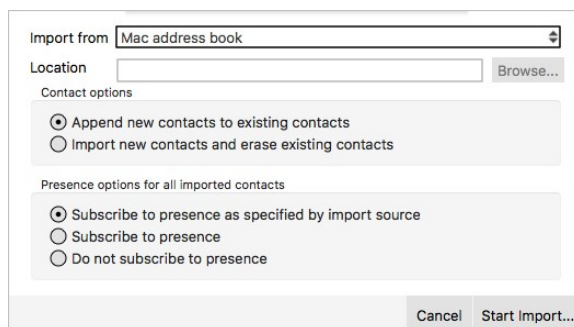 Import from Mac address book
Location Browse...
Contact options
Append new contacts to existing contacts
Import new contacts and erase existing contacts
Presence options for all imported contacts
Subscribe to presence as specified by import source
Subscribe to presence
Do not subscribe to presence
Cancel Start Import...